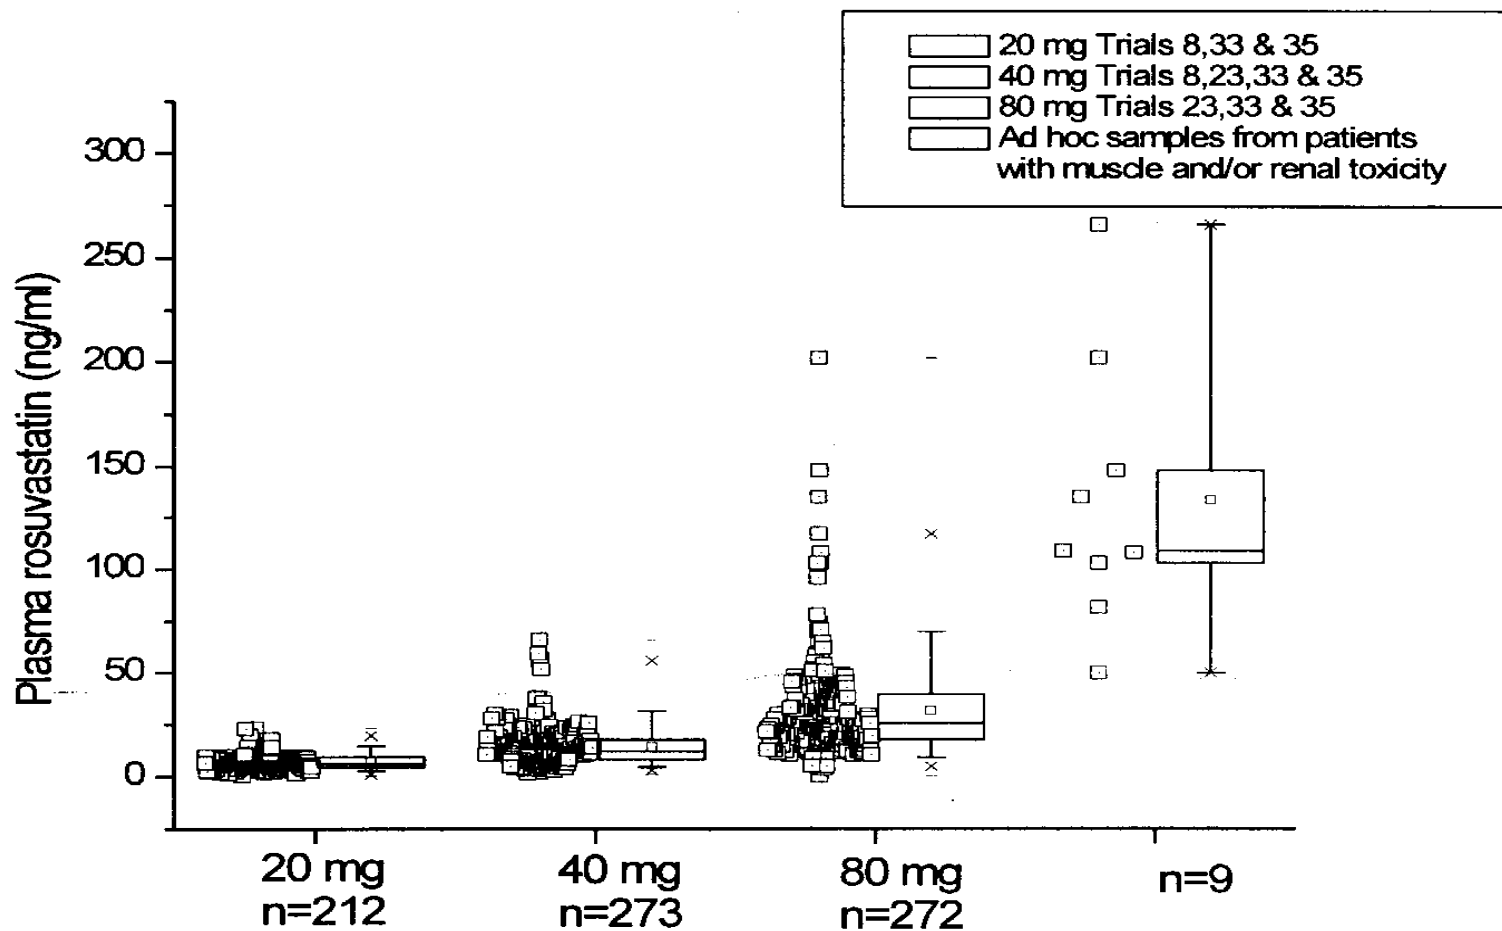 20 mg Trials 8,33 & 35
40 mg Trials 8,23,33 & 35
80 mg Trials 23,33 & 35
Ad hoc samples from patients
with muscle and/or renal toxicity
Plasma rosuvastatin (ng/ml)
300
250
200
150
100
50
0
20 mg
n=212
40 mg
n=273
80 mg
n=272
n=9